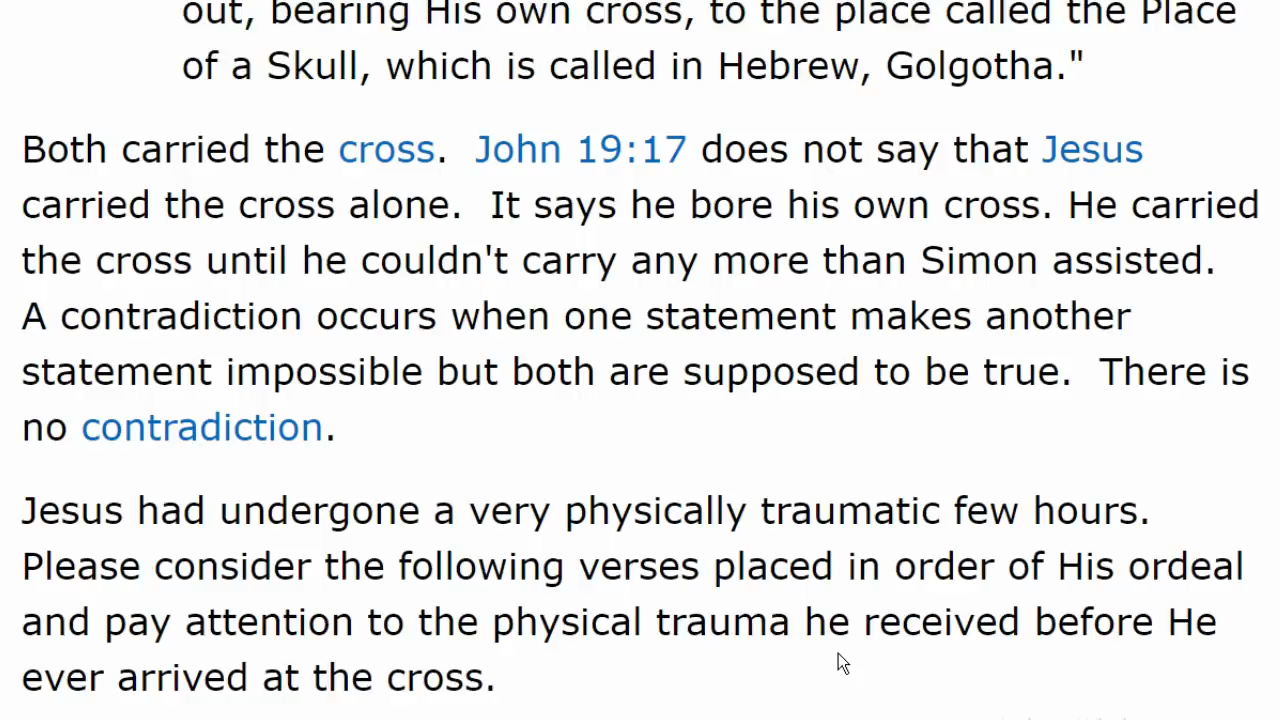 out, bearing His own cross, to the place called the Place
of a Skull, which is called in Hebrew, Golgotha."
Both carried the cross.  John 19:17 does not say that Jesus
carried the cross alone.  It says he bore his own cross. He carried
the cross until he couldn't carry any more than Simon assisted.
A contradiction occurs when one statement makes another
statement impossible but both are supposed to be true.  There is
no contradiction.
Jesus had undergone a very physically traumatic few hours.
Please consider the following verses placed in order of His ordeal
and pay attention to the physical trauma he received before He
ever arrived at the cross.